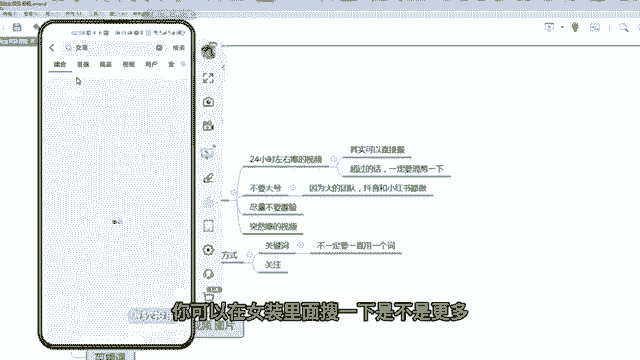 女装
搜索
综合
直播
商品
视频
用户
音
24小时左右爆的视频
其实可以直接搬
超过的话，一定要混剪一下
不要大号
因为大的团队，抖音和小红书都做
尽量不要露脸
突然爆的视频
方式
关键词
不一定要一直用一个词
关注
你可以在女装里面搜一下是不是更多
图片